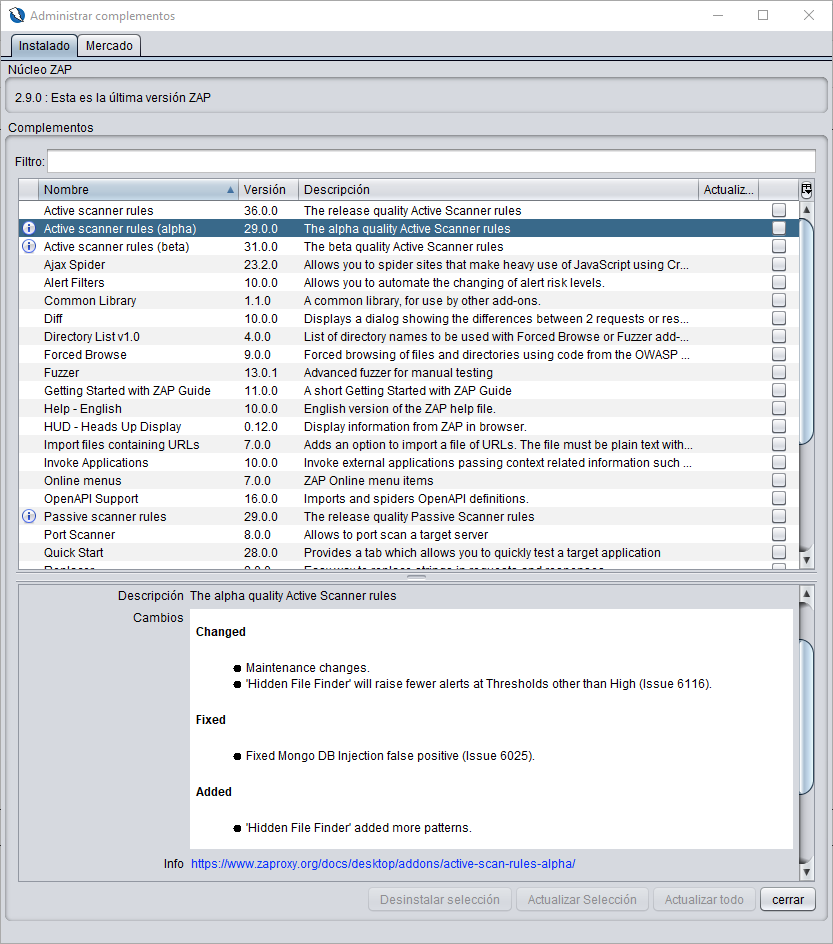 Administrar complementos
Instalado Mercado
Núcleo ZAP
2.9.0 : Esta es la última versión ZAP
Complementos
Filtro:
Nombre Versión Descripción Actualiz...
Active scanner rules 36.0.0 The release quality Active Scanner rules
Active scanner rules (alpha) 29.0.0 The alpha quality Active Scanner rules
Active scanner rules (beta) 31.0.0 The beta quality Active Scanner rules
Ajax Spider 23.2.0 Allows you to spider sites that make heavy use of JavaScript using Cr...
Alert Filters 10.0.0 Allows you to automate the changing of alert risk levels.
Common Library 1.1.0 A common library, for use by other add-ons.
Diff 10.0.0 Displays a dialog showing the differences between 2 requests or res...
Directory List v1.0 4.0.0 List of directory names to be used with Forced Browse or Fuzzer add-...
Forced Browse 9.0.0 Forced browsing of files and directories using code from the OWASP ...
Fuzzer 13.0.1 Advanced fuzzer for manual testing
Getting Started with ZAP Guide 11.0.0 A short Getting Started with ZAP Guide
Help - English 10.0.0 English version of the ZAP help file.
HUD - Heads Up Display 0.12.0 Display information from ZAP in browser.
Import files containing URLs 7.0.0 Adds an option to import a file of URLs. The file must be plain text with...
Invoke Applications 10.0.0 Invoke external applications passing context related information such ...
Online menus 7.0.0 ZAP Online menu items
OpenAPI Support 16.0.0 Imports and spiders OpenAPI definitions.
Passive scanner rules 29.0.0 The release quality Passive Scanner rules
Port Scanner 8.0.0 Allows to port scan a target server
Quick Start 28.0.0 Provides a tab which allows you to quickly test a target application
Descripción The alpha quality Active Scanner rules
Cambios
Changed
● Maintenance changes.
● 'Hidden File Finder' will raise fewer alerts at Thresholds other than High (Issue 6116).
Fixed
● Fixed Mongo DB Injection false positive (Issue 6025).
Added
● 'Hidden File Finder' added more patterns.
Info https://www.zaproxy.org/docs/desktop/addons/active-scan-rules-alpha/
Desinstalar selección Actualizar Selección Actualizar todo cerrar